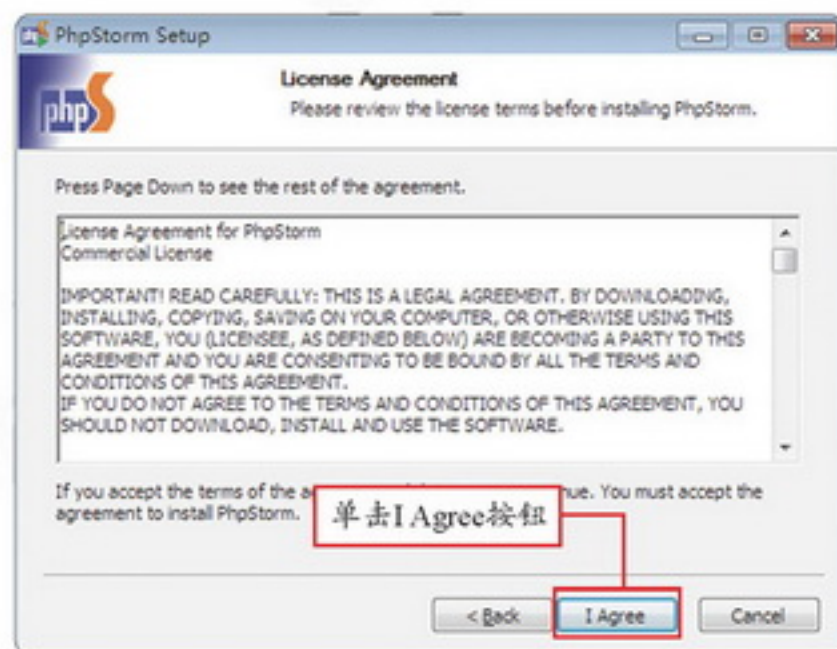 PhpStorm Setup
License Agreement
Please review the license terms before installing PhpStorm.
php S
Press Page Down to see the rest of the agreement.
License Agreement for PhpStorm
Commercial License
IMPORTANT! READ CAREFULLY: THIS IS A LEGAL AGREEMENT. BY DOWNLOADING,
INSTALLING, COPYING, SAVING ON YOUR COMPUTER, OR OTHERWISE USING THIS
SOFTWARE, YOU (LICENSEE, AS DEFINED BELOW) ARE BECOMING A PARTY TO THIS
AGREEMENT AND YOU ARE CONSENTING TO BE BOUND BY ALL THE TERMS AND
CONDITIONS OF THIS AGREEMENT.
IF YOU DO NOT AGREE TO THE TERMS AND CONDITIONS OF THIS AGREEMENT, YOU
SHOULD NOT DOWNLOAD, INSTALL AND USE THE SOFTWARE.
If you accept the terms of the You must accept the
agreement to install PhpStorm.
单击I Agree按钮
< Back
I Agree
Cancel